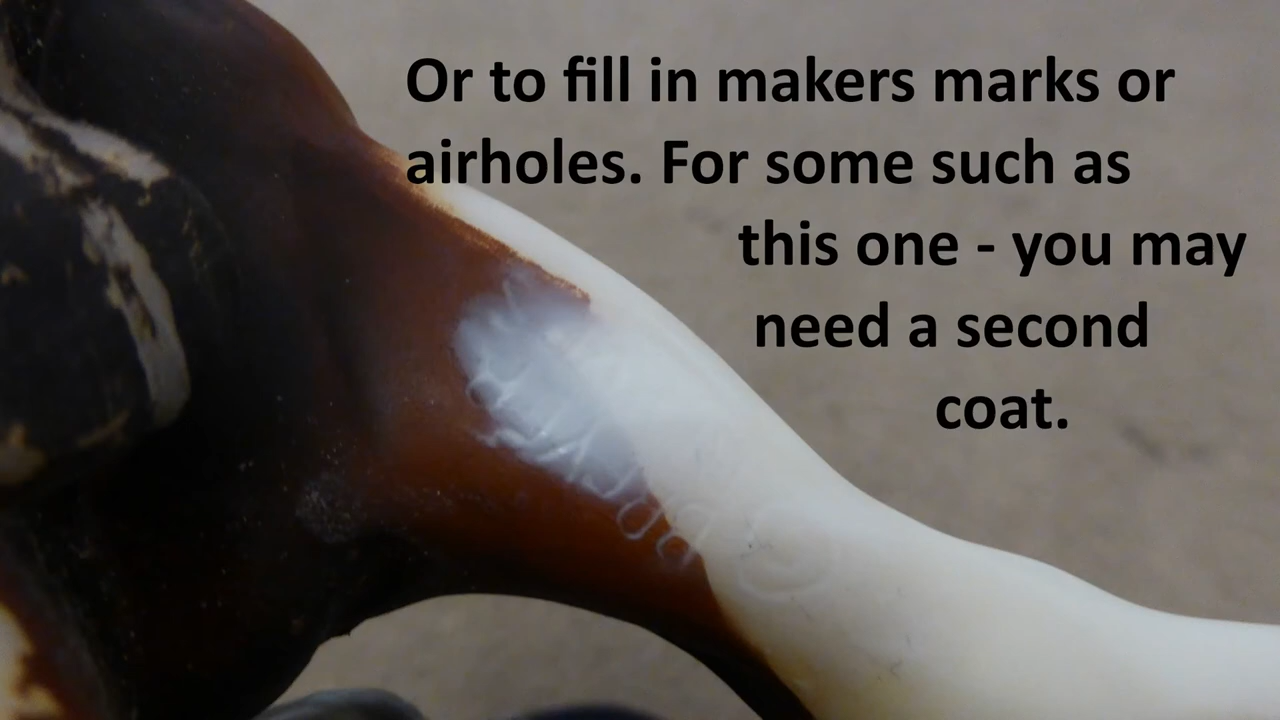 Or to fill in makers marks or
airholes. For some such as
this one - you may
need a second
coat.